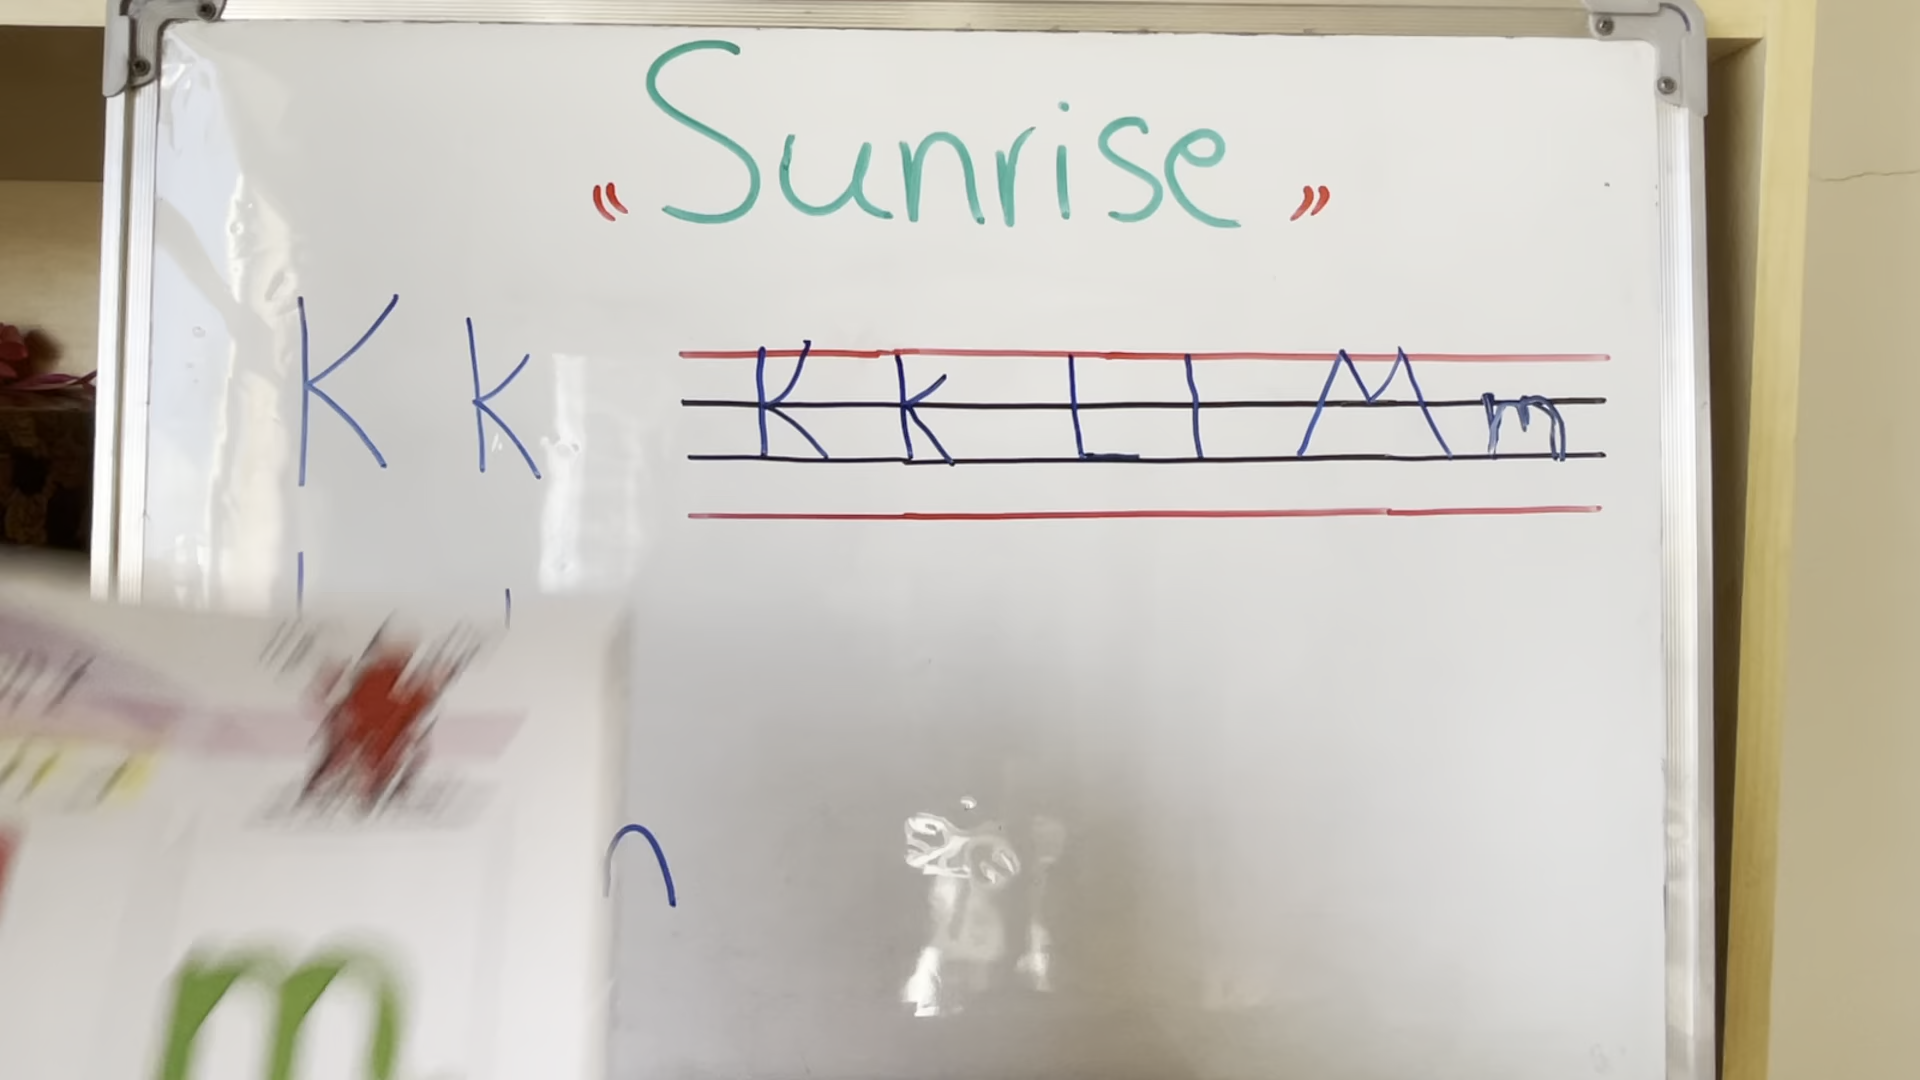 " Sunrise "
K k
K k L l M m
m